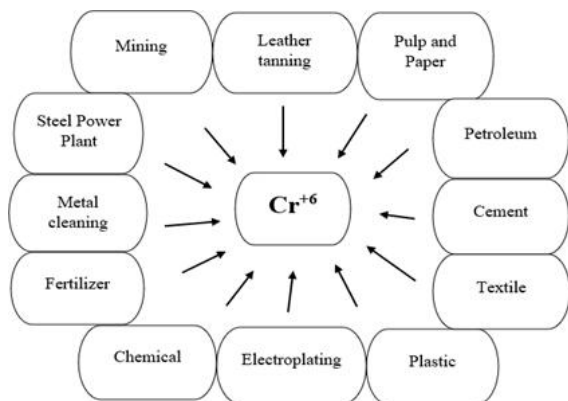 Mining
Leather
tanning
Pulp and
Paper
Steel Power
Plant
Petroleum
Metal
cleaning
Cr+6
Cement
Fertilizer
Textile
Chemical
Electroplating
Plastic